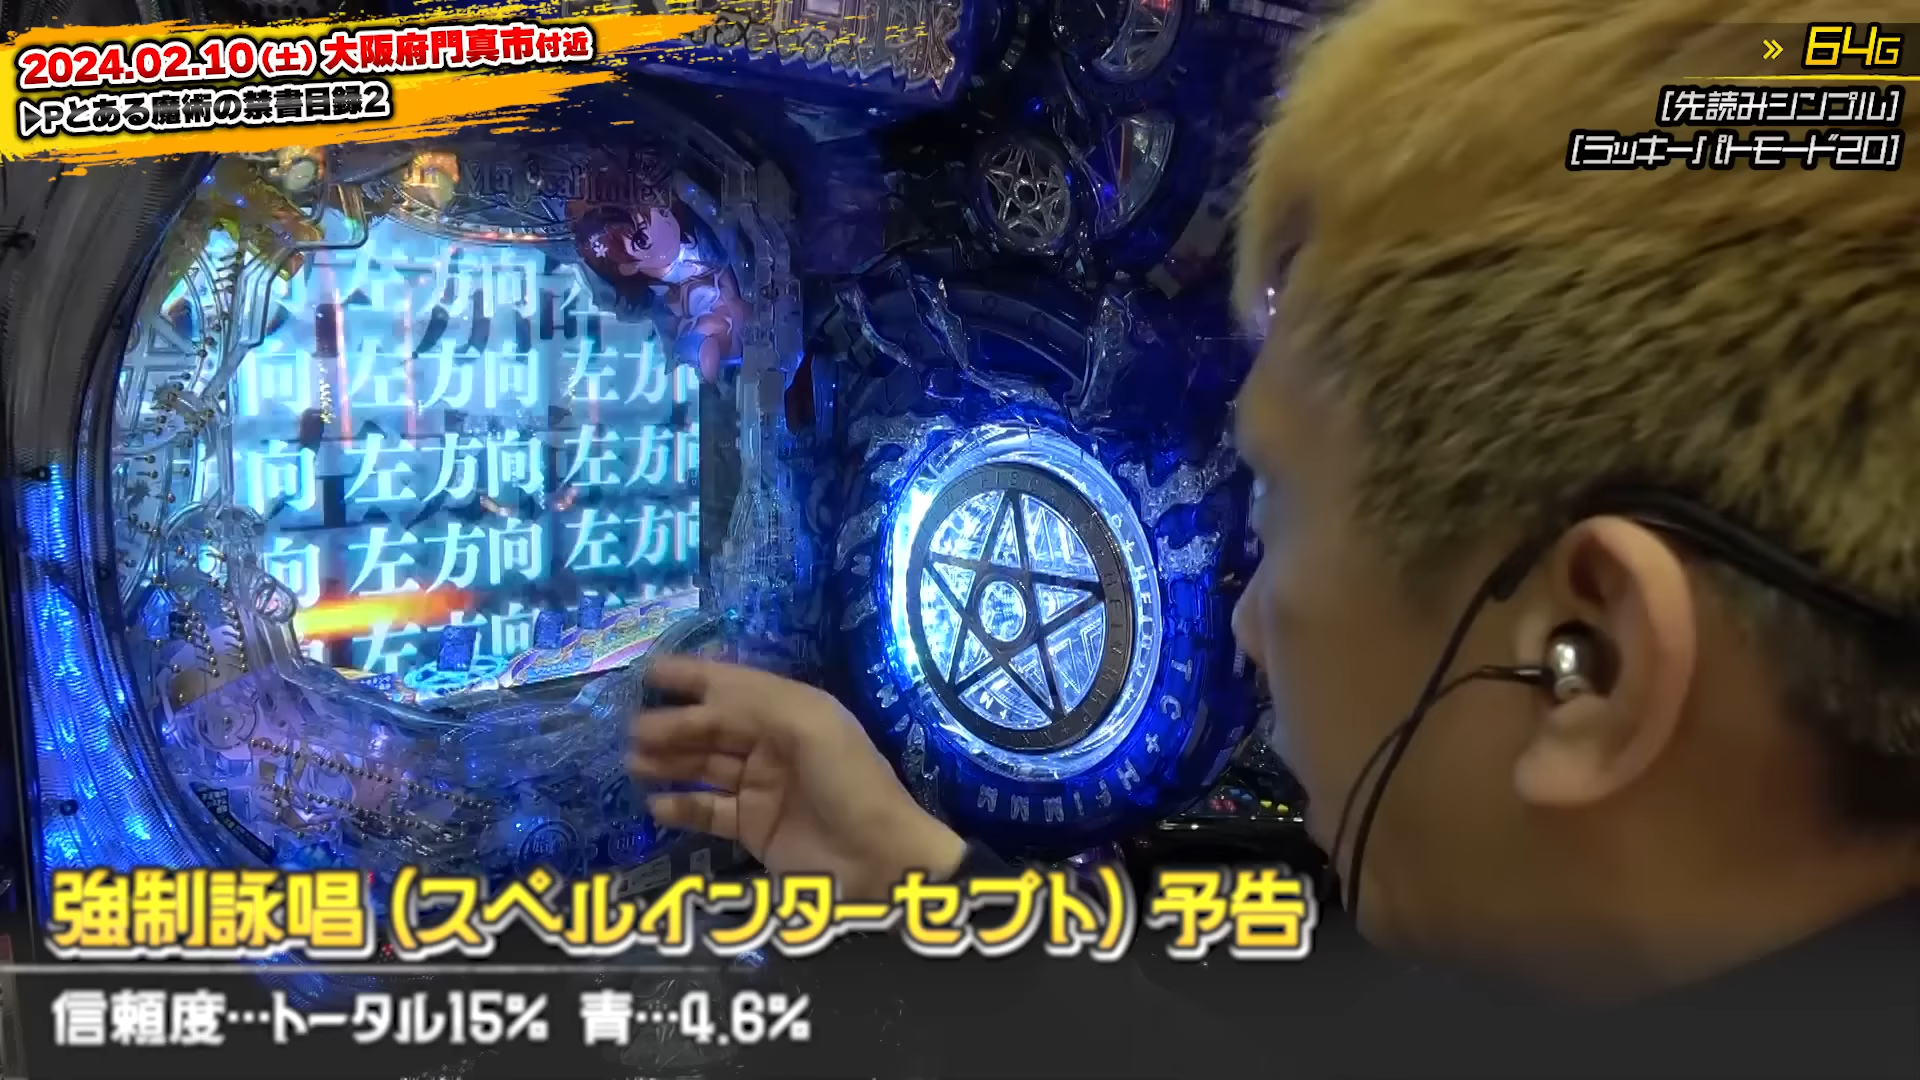 2024.02.10(土)大阪府門真市付近
▷Pとある魔術の禁書目録2
» 64G
[先読みシンプル]
[ラッキーパトモード20]
左方向
向 左方向 左方向
向 左方向 左方向
向 左方向 左方向
左方向
強制詠唱(スペルインターセプト)予告
信頼度…トータル15% 青…4.6%